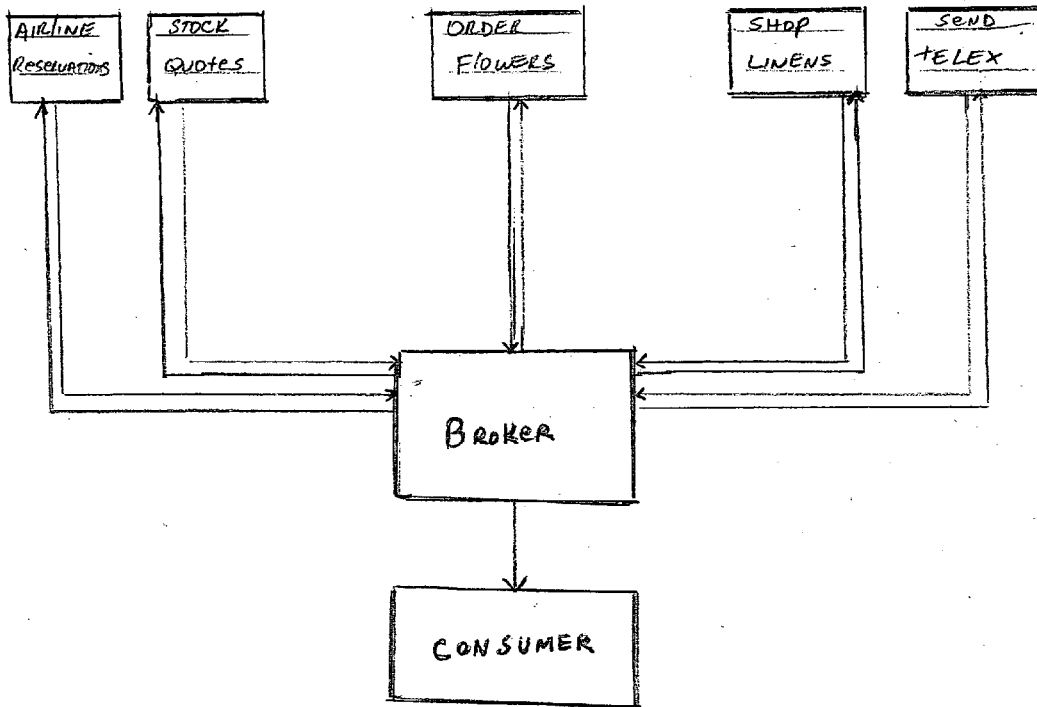 AIRLINE
RESERVATIONS
STOCK
QUOTES
ORDER
FLOWERS
SHOP
LINENS
SEND
tELEX
BROKER
CONSUMER